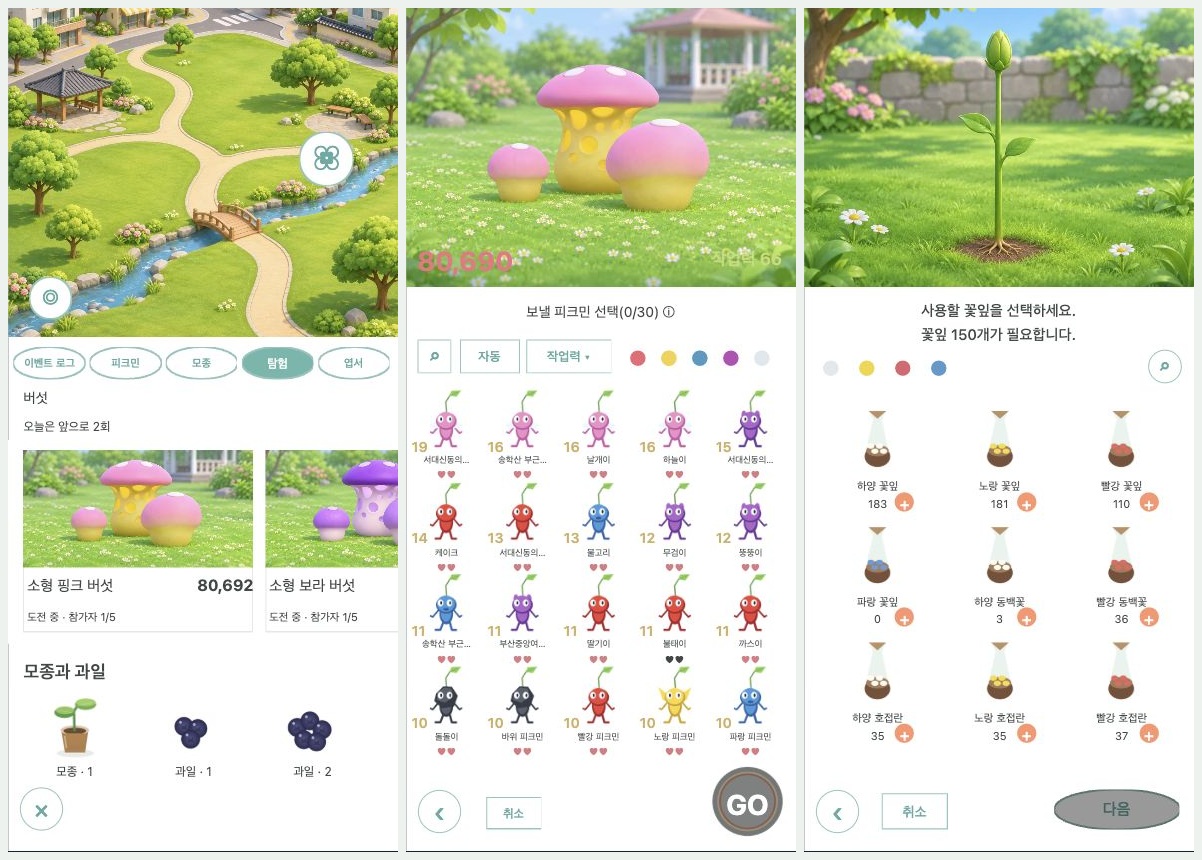 이벤트 로그
피크민
모종
탐험
엽서
버섯
오늘은 앞으로 2회
소형 핑크 버섯
80,692
도전 중 · 참가자 1/5
소형 보라 버섯
도전 중 · 참가자 1/5
모종과 과일
모종 · 1
과일 · 1
과일 · 2
80,690
작업력 66
보낼 피크민 선택(0/30) ⓘ
자동
작업력 ▾
19
서대신동의...
16
송학산 부근...
16
날개이
16
하늘이
15
서대신동의...
14
케이크
13
서대신동의...
13
물고리
12
무검이
12
뚱뚱이
11
송학산 부근...
11
부산중앙여...
11
딸기이
11
불태이
11
까스이
10
돌돌이
10
바위 피크민
10
빨강 피크민
10
노랑 피크민
10
파랑 피크민
취소
GO
사용할 꽃잎을 선택하세요.
꽃잎 150개가 필요합니다.
하양 꽃잎
183
노랑 꽃잎
181
빨강 꽃잎
110
파랑 꽃잎
0
하양 동백꽃
3
빨강 동백꽃
36
하양 호접란
35
노랑 호접란
35
빨강 호접란
37
취소
다음